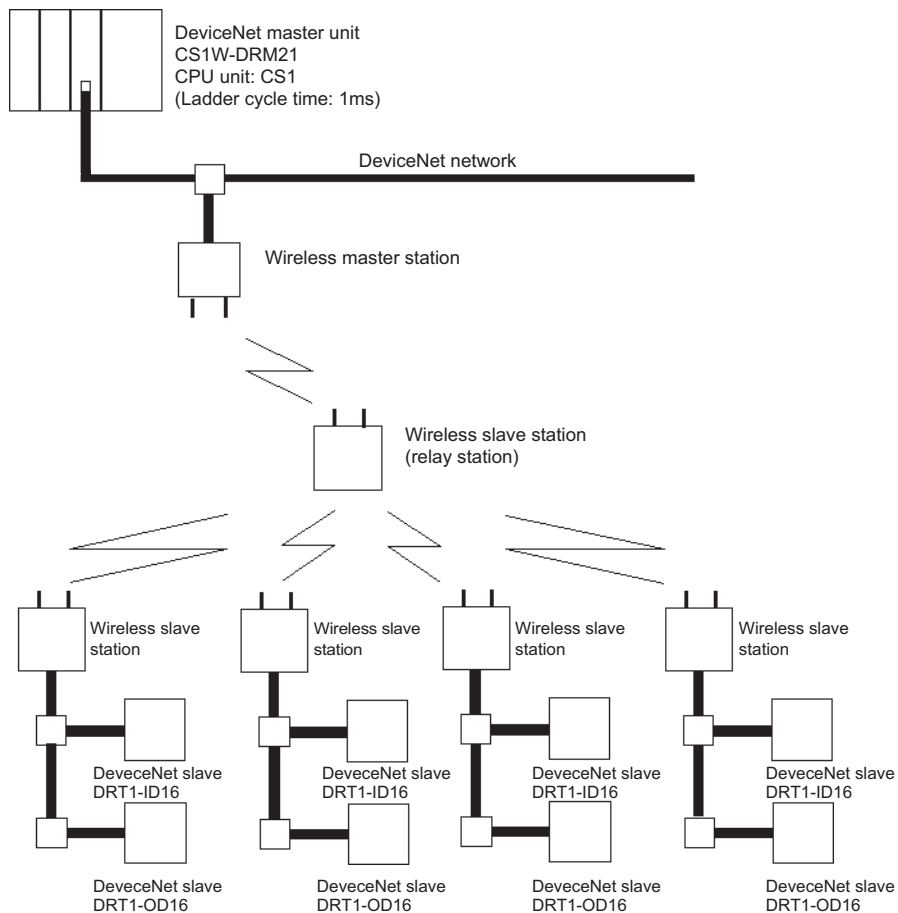 DeviceNet master unit
CS1W-DRM21
CPU unit: CS1
(Ladder cycle time: 1ms)
DeviceNet network
Wireless master station
Wireless slave station
(relay station)
Wireless slave
station
Wireless slave
station
Wireless slave
station
Wireless slave
station
DeveceNet slave
DRT1-ID16
DeveceNet slave
DRT1-ID16
DeveceNet slave
DRT1-ID16
DeveceNet slave
DRT1-ID16
DeveceNet slave
DRT1-OD16
DeveceNet slave
DRT1-OD16
DeveceNet slave
DRT1-OD16
DeveceNet slave
DRT1-OD16